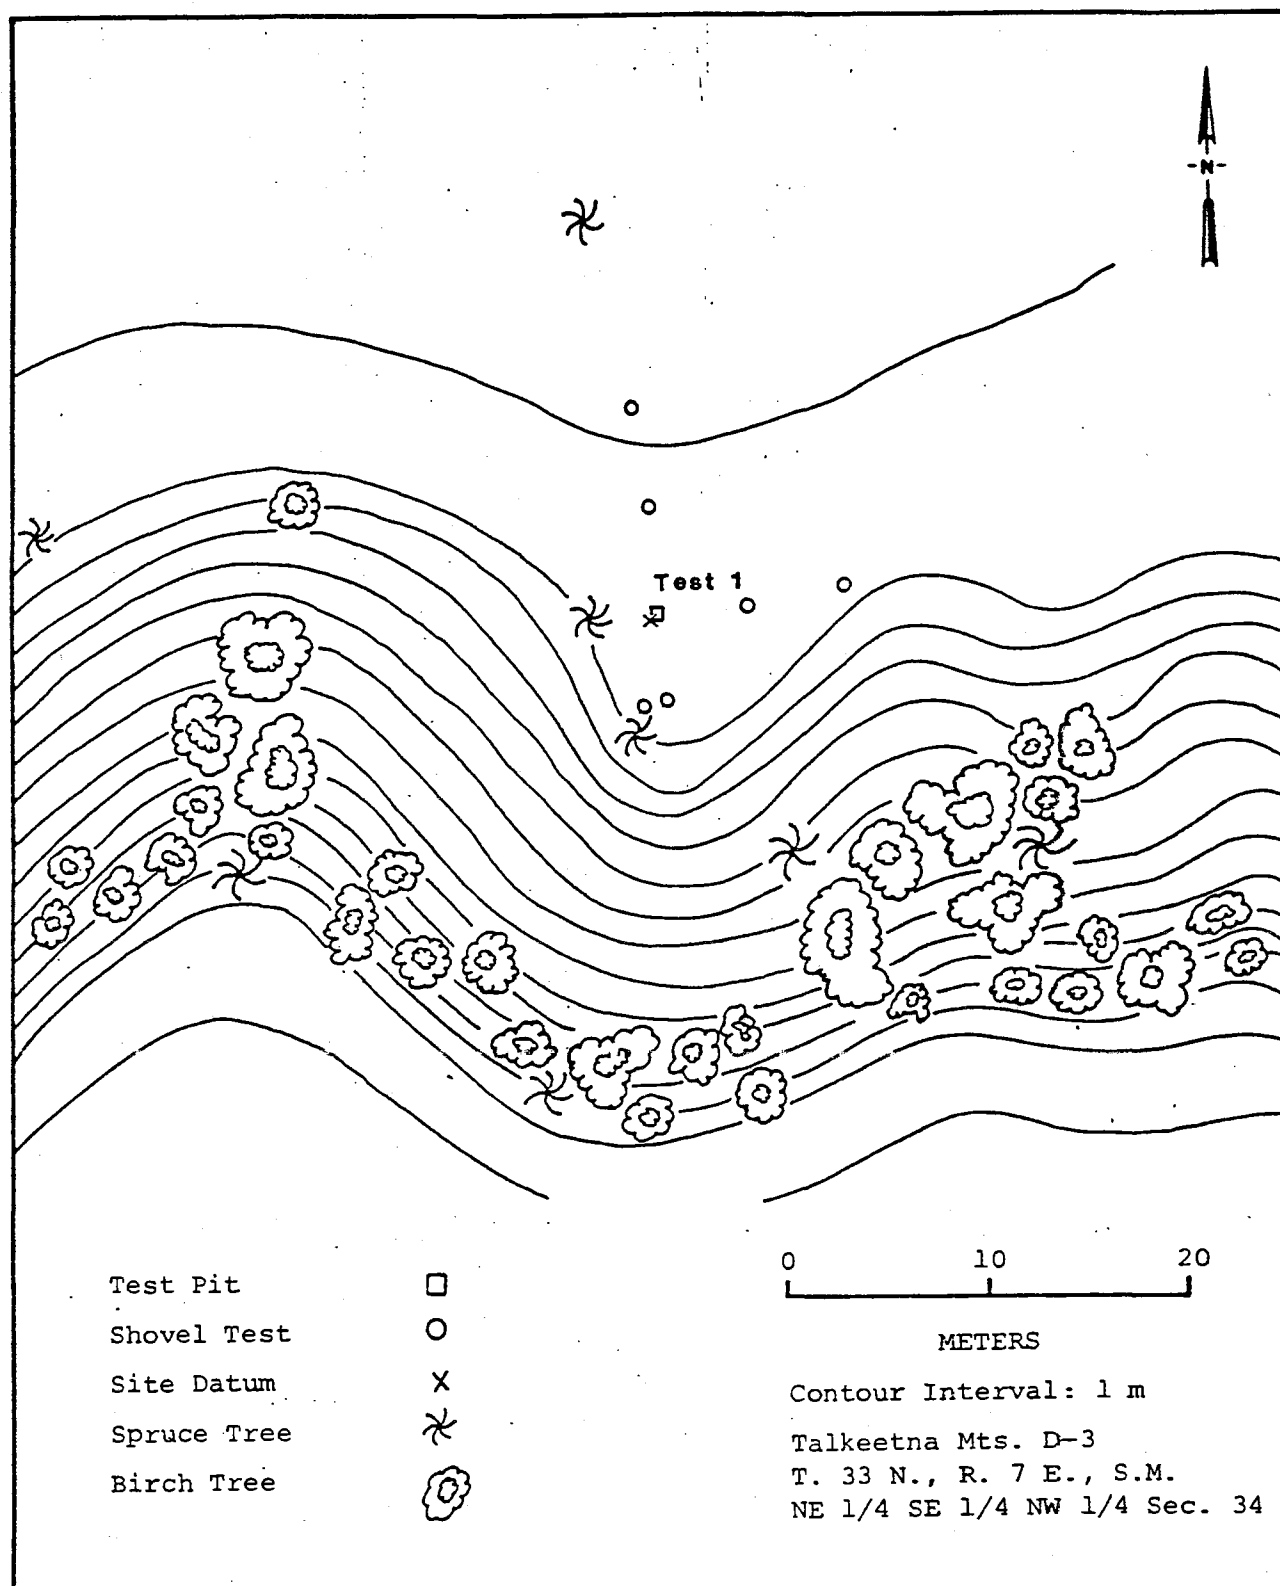 -N-
Test 1
Test Pit
Shovel Test
Site Datum
Spruce Tree
Birch Tree
0 10 20
METERS
Contour Interval: 1 m
Talkeetna Mts. D-3
T. 33 N., R. 7 E., S.M.
NE 1/4 SE 1/4 NW 1/4 Sec. 34